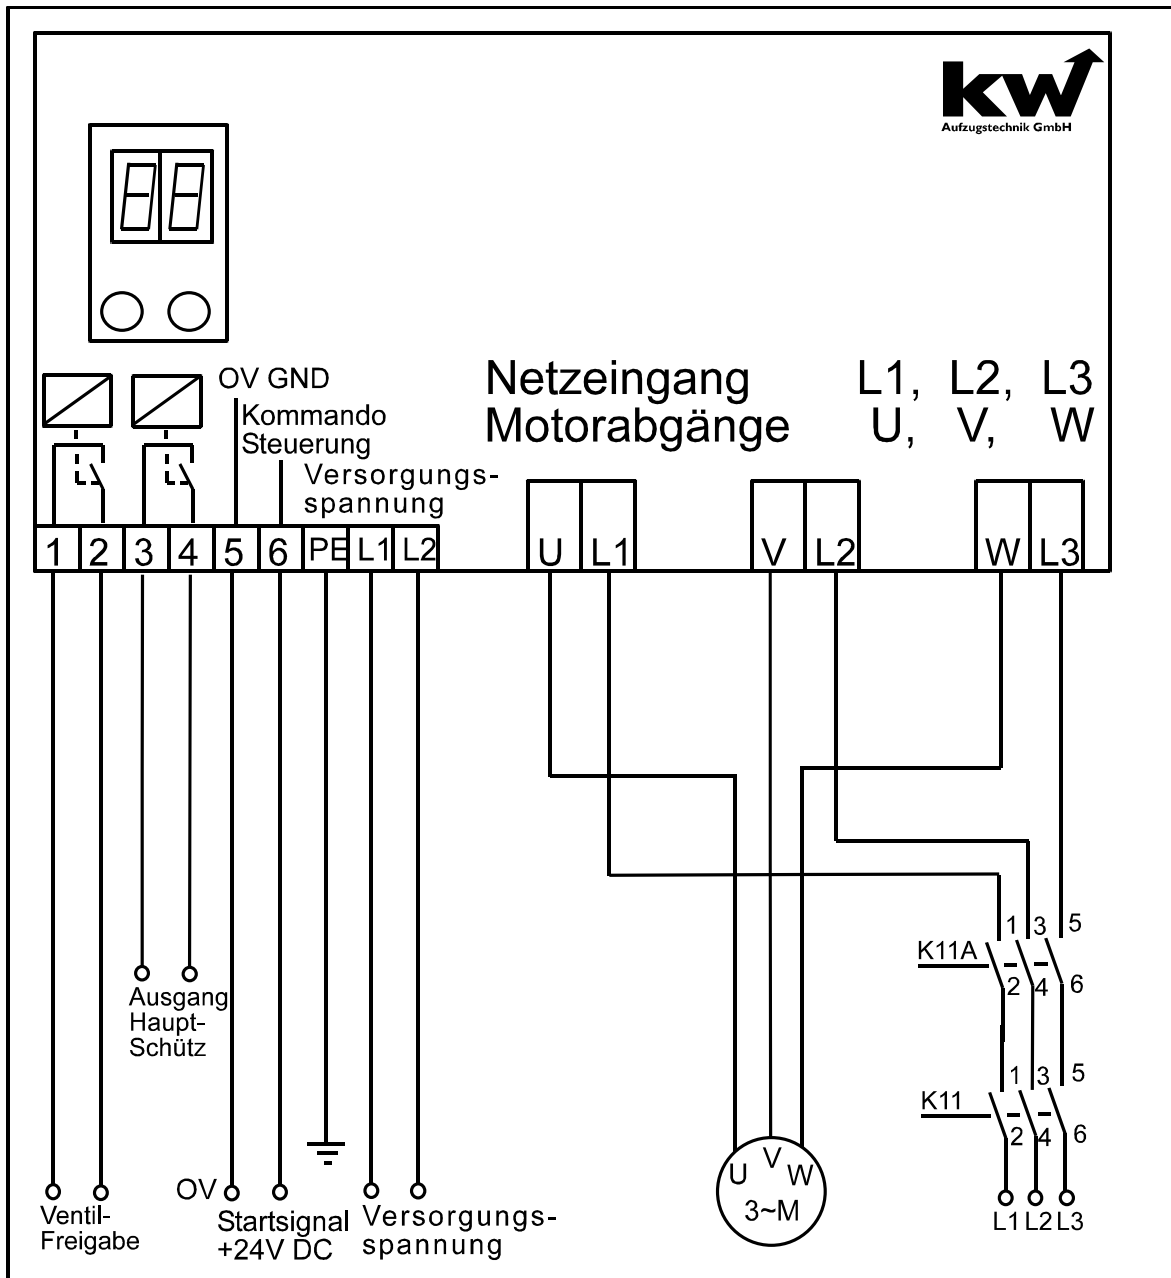 kw
Aufzugstechnik GmbH
OV GND
Kommando
Steuerung
Versorgungs-
spannung
Netzeingang L1, L2, L3
Motorabgänge U, V, W
1 2 3 4 5 6 PE L1 L2
U L1 V L2 W L3
1 3 5
K11A
2 4 6
Ausgang
Haupt-
Schütz
1 3 5
K11
2 4 6
U V W
3~M
OV
Ventil-
Freigabe
Startsignal
+24V DC
Versorgungs-
spannung
L1 L2 L3